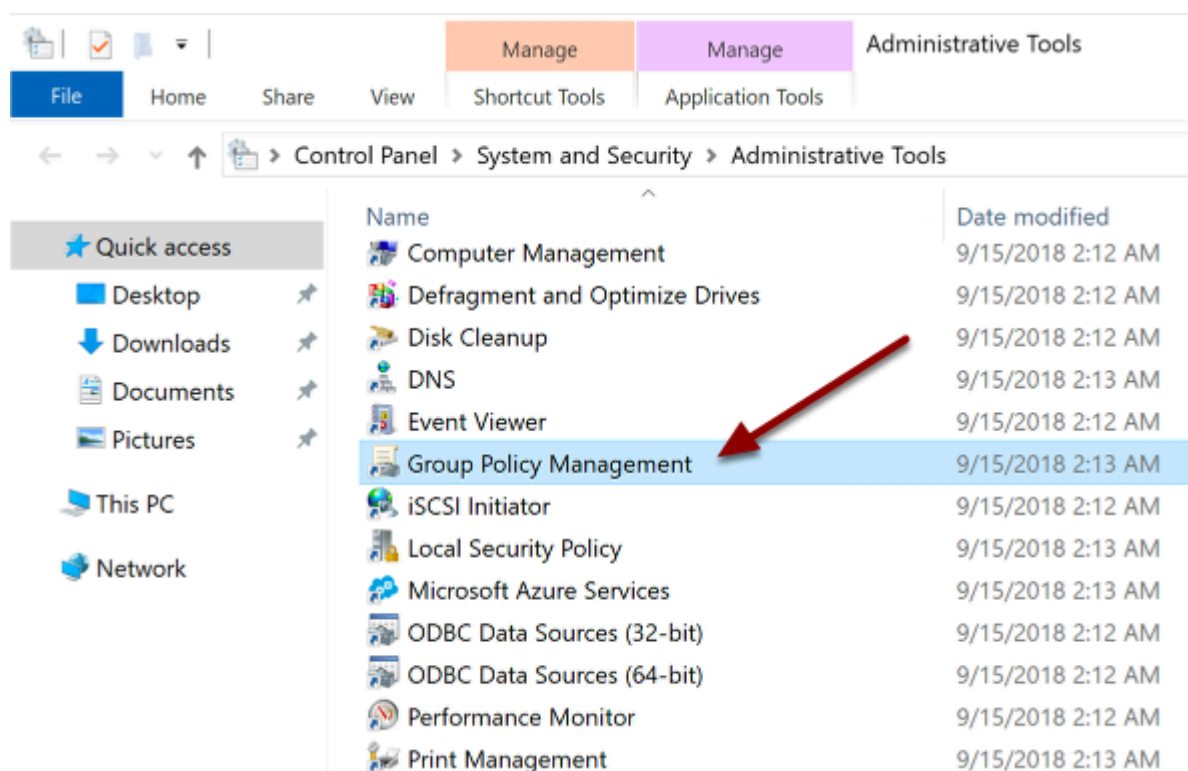 Manage Manage Administrative Tools
File Home Share View Shortcut Tools Application Tools
Control Panel > System and Security > Administrative Tools
Name Date modified
Quick access
Desktop
Downloads
Documents
Pictures
This PC
Network
Computer Management 9/15/2018 2:12 AM
Defragment and Optimize Drives 9/15/2018 2:12 AM
Disk Cleanup 9/15/2018 2:12 AM
DNS 9/15/2018 2:13 AM
Event Viewer 9/15/2018 2:12 AM
Group Policy Management 9/15/2018 2:13 AM
iSCSI Initiator 9/15/2018 2:12 AM
Local Security Policy 9/15/2018 2:13 AM
Microsoft Azure Services 9/15/2018 2:13 AM
ODBC Data Sources (32-bit) 9/15/2018 2:12 AM
ODBC Data Sources (64-bit) 9/15/2018 2:12 AM
Performance Monitor 9/15/2018 2:12 AM
Print Management 9/15/2018 2:13 AM